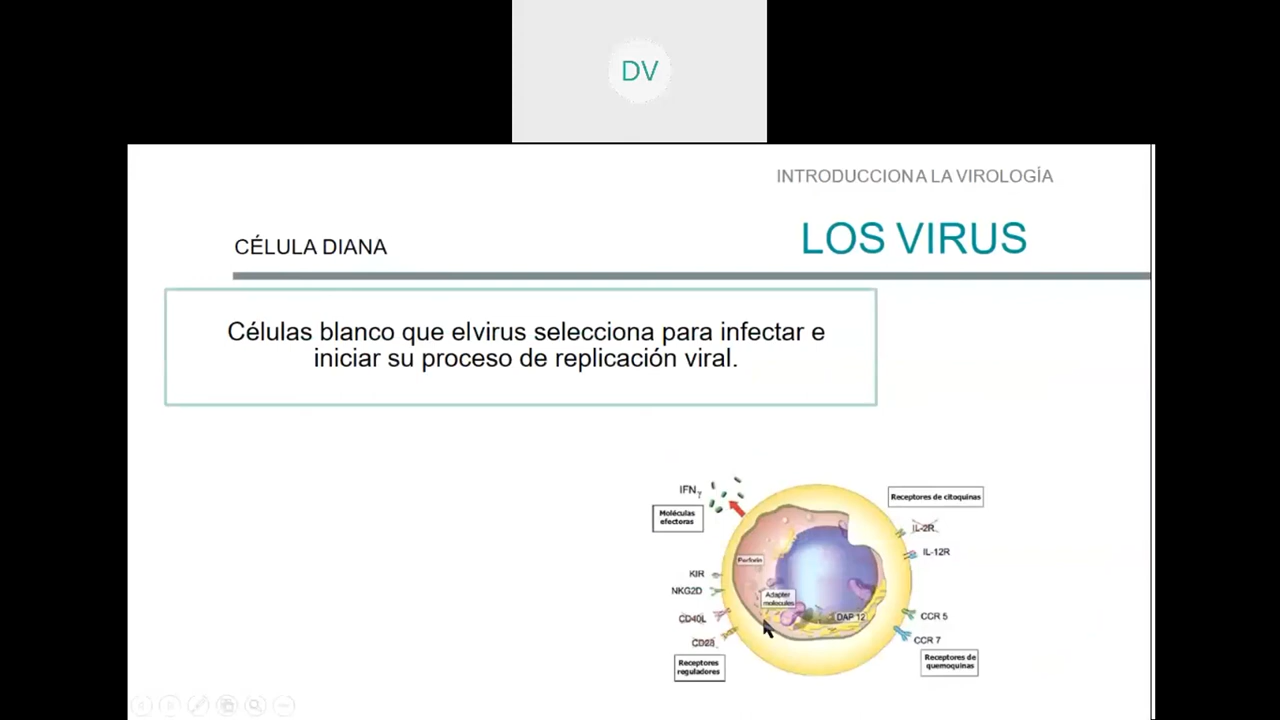 DV
INTRODUCCION A LA VIROLOGÍA
LOS VIRUS
CÉLULA DIANA
Células blanco que elvirus selecciona para infectar e
iniciar su proceso de replicación viral.
IFNγ
Moléculas
efectoras
Receptores de citoquinas
IL-2R
IL-12R
Perforin
KIR
NKG2D
Adapter
molecules
CD40L
DAP 12
CCR 5
CD28
CCR 7
Receptores
reguladores
Receptores de
quemoquinas